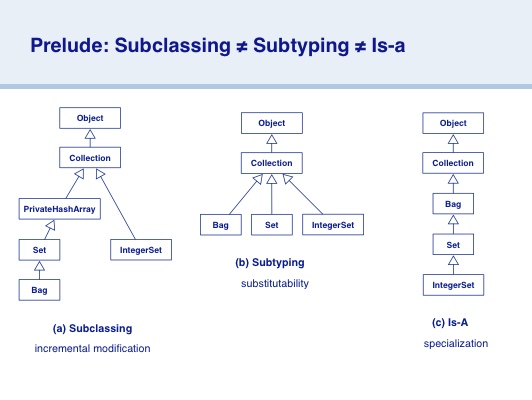 Prelude: Subclassing ≠ Subtyping ≠ Is-a
Object
Collection
PrivateHashArray
Set
IntegerSet
Bag
(a) Subclassing
incremental modification
Object
Collection
Bag
Set
IntegerSet
(b) Subtyping
substitutability
Object
Collection
Bag
Set
IntegerSet
(c) Is-A
specialization